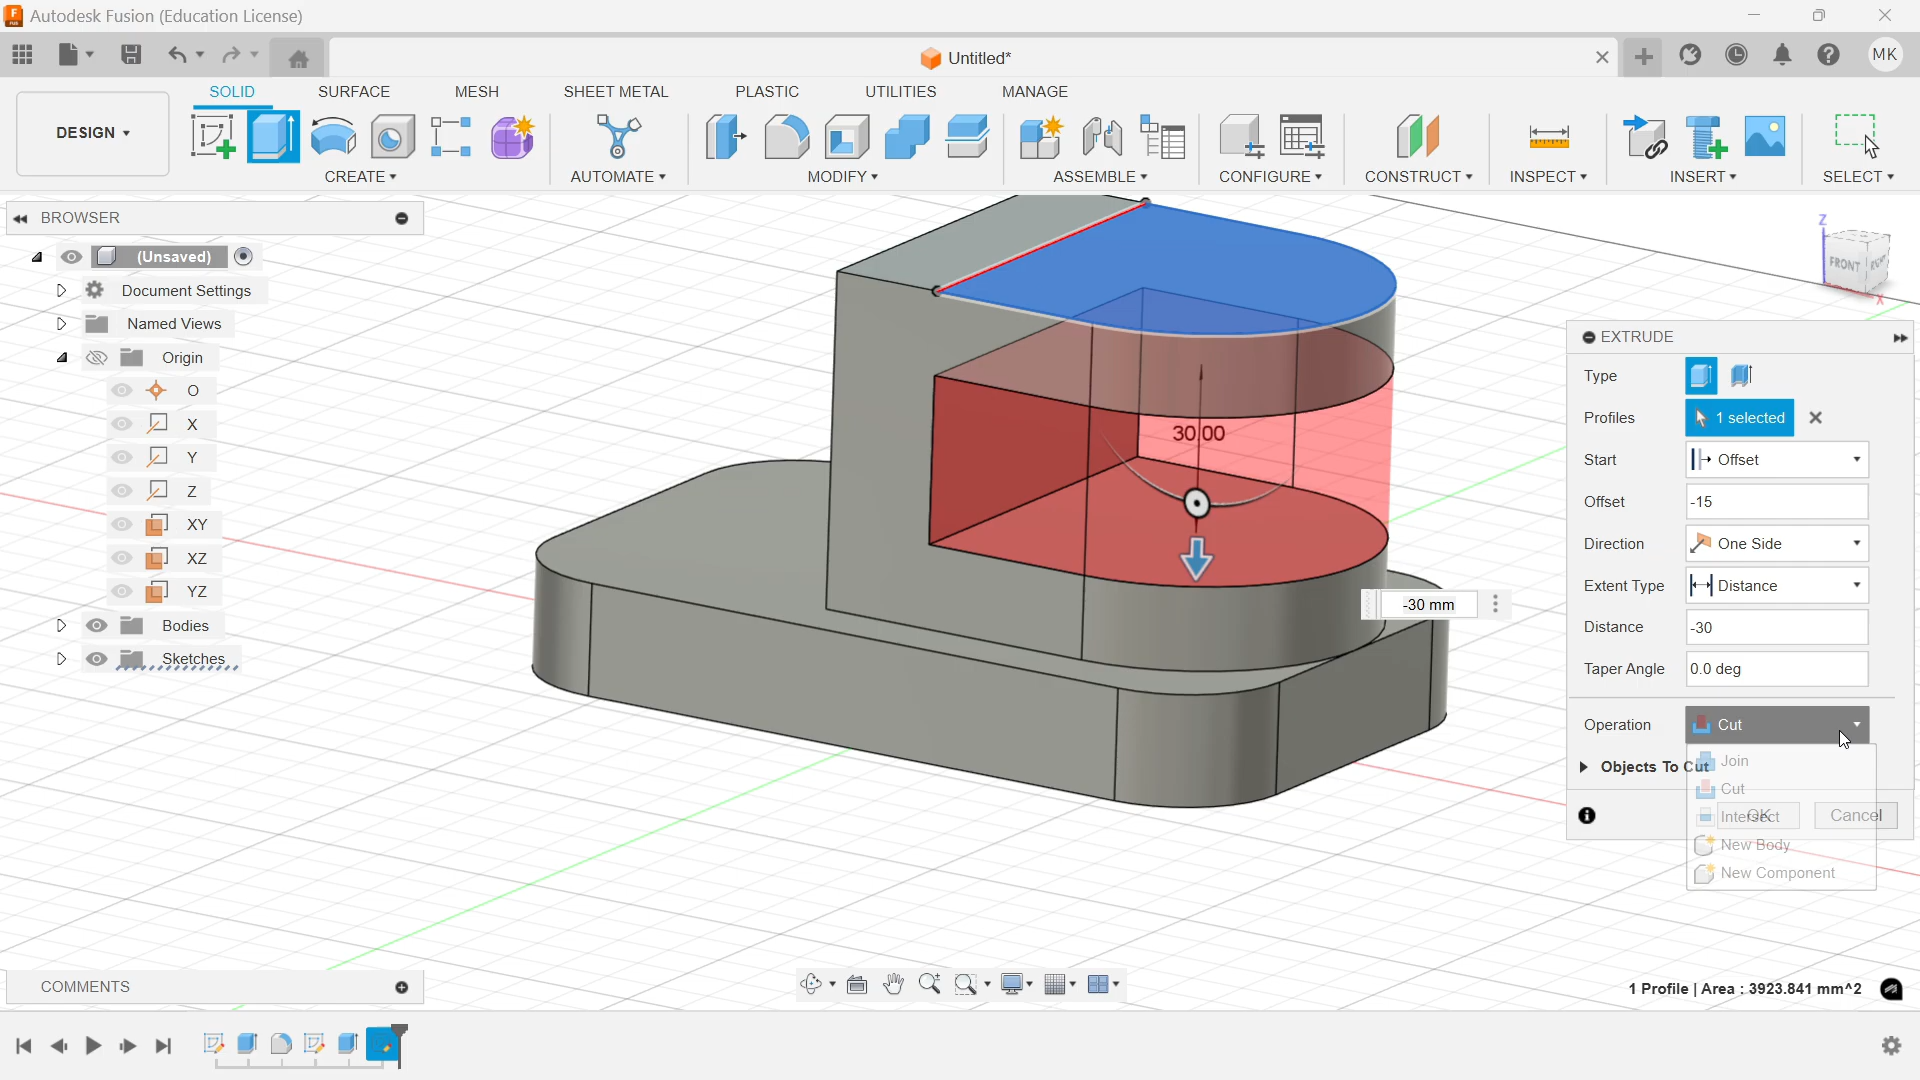 Autodesk Fusion (Education License)
Untitled*
MK
DESIGN
SOLID
SURFACE
MESH
SHEET METAL
PLASTIC
UTILITIES
MANAGE
CREATE
AUTOMATE
MODIFY
ASSEMBLE
CONFIGURE
CONSTRUCT
INSPECT
INSERT
SELECT
BROWSER
(Unsaved)
Document Settings
Named Views
Origin
O
X
Y
Z
XY
XZ
YZ
Bodies
Sketches
30.00
-30 mm
Z
FRONT
RIGHT
X
EXTRUDE
Type
Profiles
1 selected
Start
Offset
Offset
-15
Direction
One Side
Extent Type
Distance
Distance
-30
Taper Angle
0.0 deg
Operation
Cut
Objects To Cut
Join
Cut
Intersect
New Body
New Component
OK
Cancel
COMMENTS
1 Profile | Area : 3923.841 mm^2